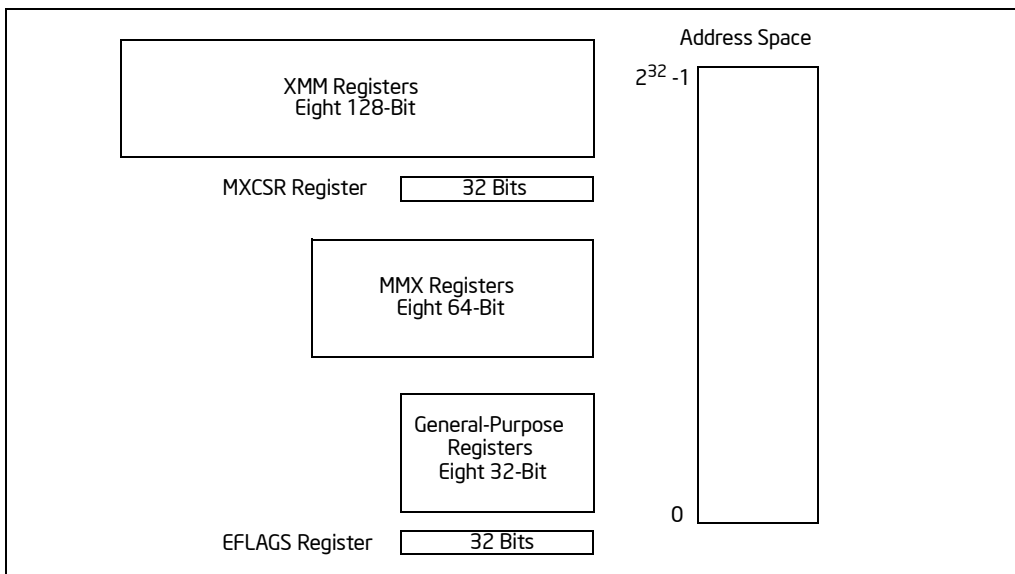 Address Space
2³² -1
XMM Registers
Eight 128-Bit
MXCSR Register
32 Bits
MMX Registers
Eight 64-Bit
General-Purpose
Registers
Eight 32-Bit
0
EFLAGS Register
32 Bits